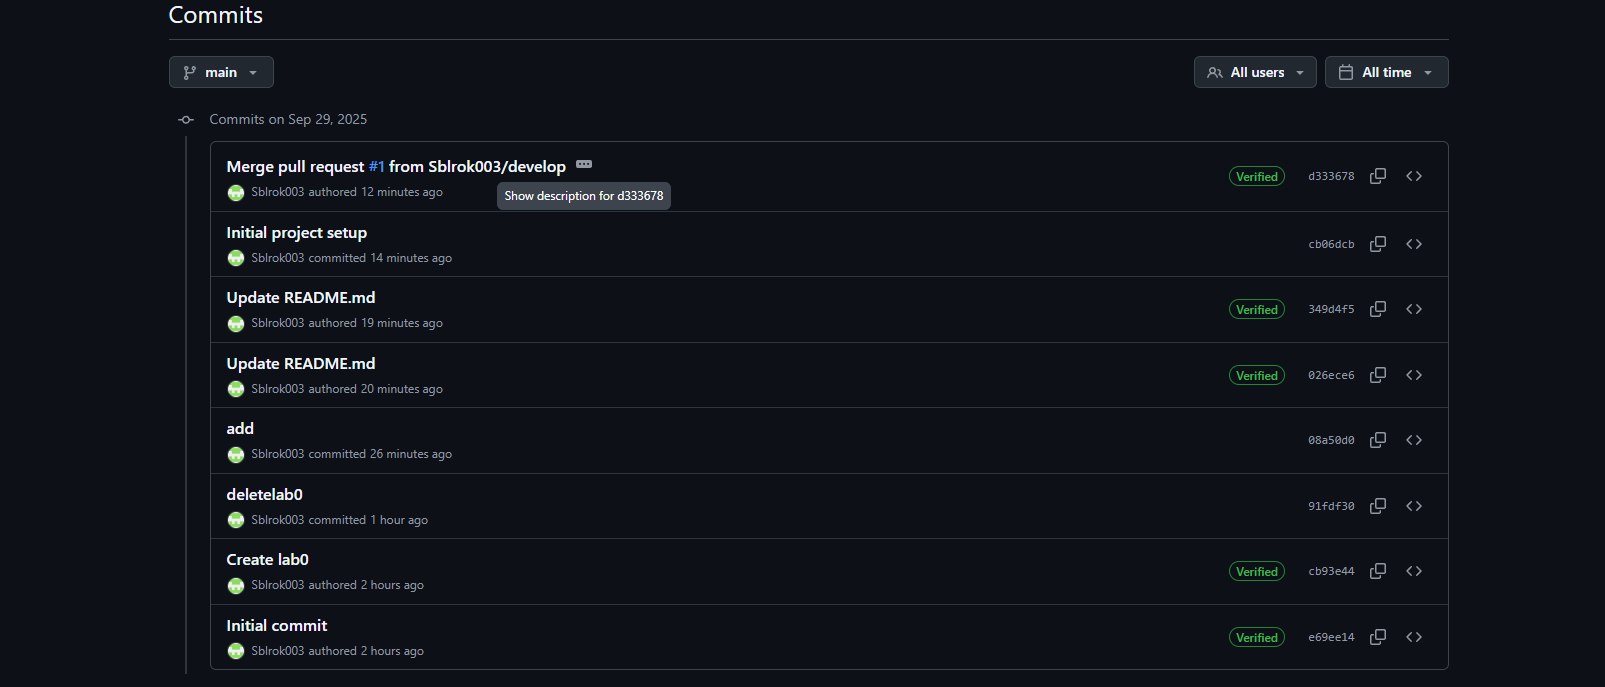 Commits
main
All users
All time
Commits on Sep 29, 2025
Merge pull request #1 from Sblrok003/develop
Verified
d333678
Sblrok003 authored 12 minutes ago
Show description for d333678
Initial project setup
cb06dcb
Sblrok003 committed 14 minutes ago
Update README.md
Verified
349d4f5
Sblrok003 authored 19 minutes ago
Update README.md
Verified
026ece6
Sblrok003 authored 20 minutes ago
add
08a50d0
Sblrok003 committed 26 minutes ago
deletelab0
91fdf30
Sblrok003 committed 1 hour ago
Create lab0
Verified
cb93e44
Sblrok003 authored 2 hours ago
Initial commit
Verified
e69ee14
Sblrok003 authored 2 hours ago